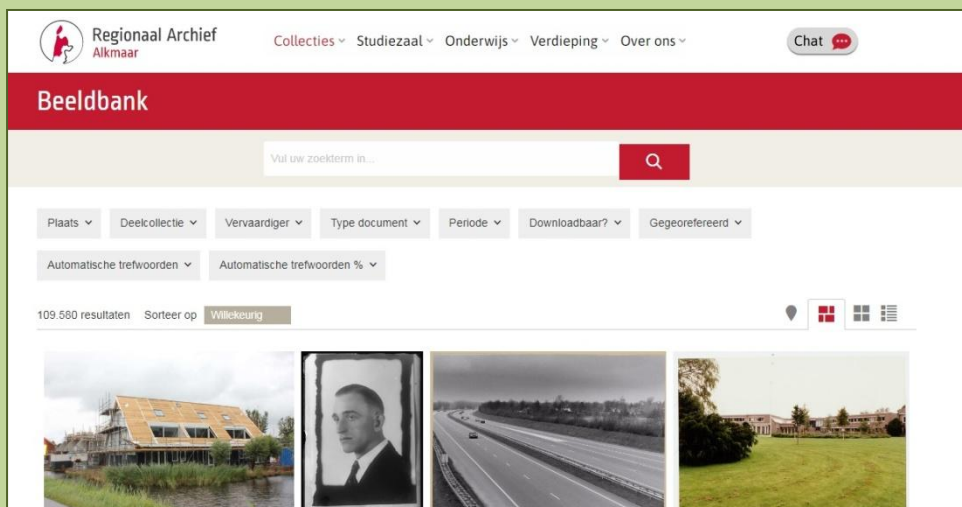 Regionaal Archief
Alkmaar
Collecties Studiezaal Onderwijs Verdieping Over ons
Chat
Beeldbank
Vul uw zoekterm in...
Plaats Deelcollectie Vervaardiger Type document Periode Downloadbaar? Gegeorefereerd
Automatische trefwoorden Automatische trefwoorden %
109.580 resultaten Sorteer op Willekeurig